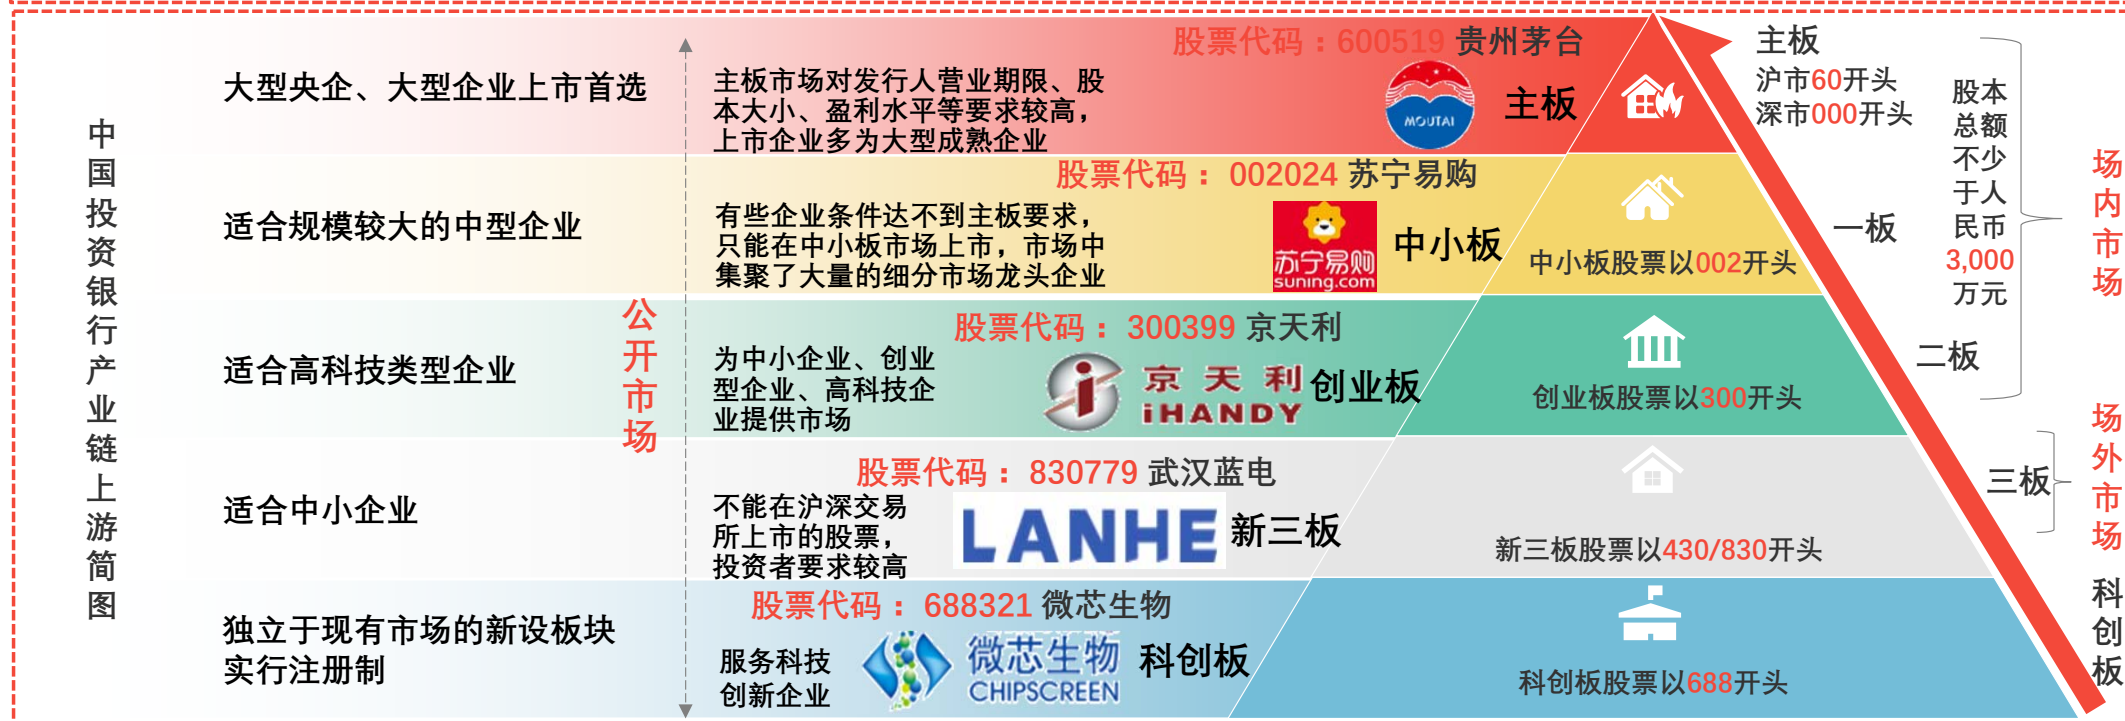 中国投资银行产业链上游简图
公开市场
大型央企、大型企业上市首选
主板市场对发行人营业期限、股
本大小、盈利水平等要求较高，
上市企业多为大型成熟企业
股票代码：600519 贵州茅台
MOUTAI
主板
主板
沪市60开头
深市000开头
适合规模较大的中型企业
有些企业条件达不到主板要求，
只能在中小板市场上市，市场中
集聚了大量的细分市场龙头企业
股票代码：002024 苏宁易购
苏宁易购
suning.com
中小板
中小板股票以002开头
一板
适合高科技类型企业
为中小企业、创业
型企业、高科技企
业提供市场
股票代码：300399 京天利
京天利
iHANDY
创业板
创业板股票以300开头
二板
股本
总额
不少
于人
民币
3,000
万元
场内市场
适合中小企业
不能在沪深交易
所上市的股票，
投资者要求较高
股票代码：830779 武汉蓝电
LANHE
新三板
新三板股票以430/830开头
三板
场外市场
独立于现有市场的新设板块
实行注册制
服务科技
创新企业
股票代码：688321 微芯生物
微芯生物
CHIPSCREEN
科创板
科创板股票以688开头
科创板